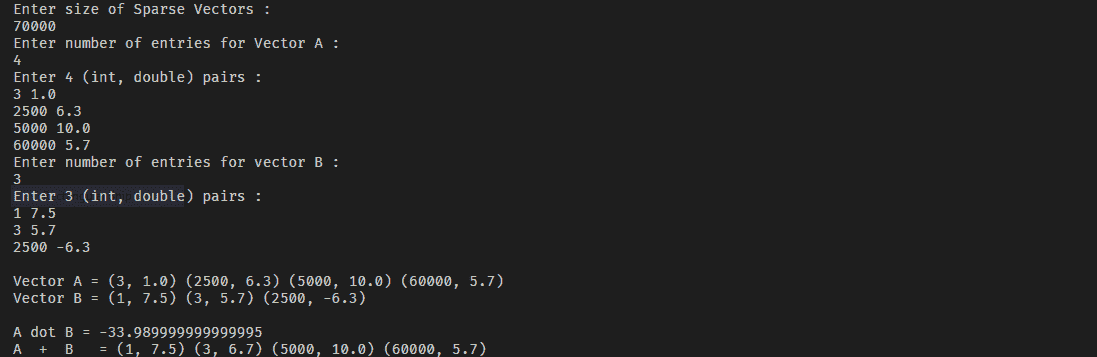 Enter size of Sparse Vectors :
70000
Enter number of entries for Vector A :
4
Enter 4 (int, double) pairs :
3 1.0
2500 6.3
5000 10.0
60000 5.7
Enter number of entries for vector B :
3
Enter 3 (int, double) pairs :
1 7.5
3 5.7
2500 -6.3
Vector A = (3, 1.0) (2500, 6.3) (5000, 10.0) (60000, 5.7)
Vector B = (1, 7.5) (3, 5.7) (2500, -6.3)
A dot B = -33.989999999999995
A  +  B   = (1, 7.5) (3, 6.7) (5000, 10.0) (60000, 5.7)